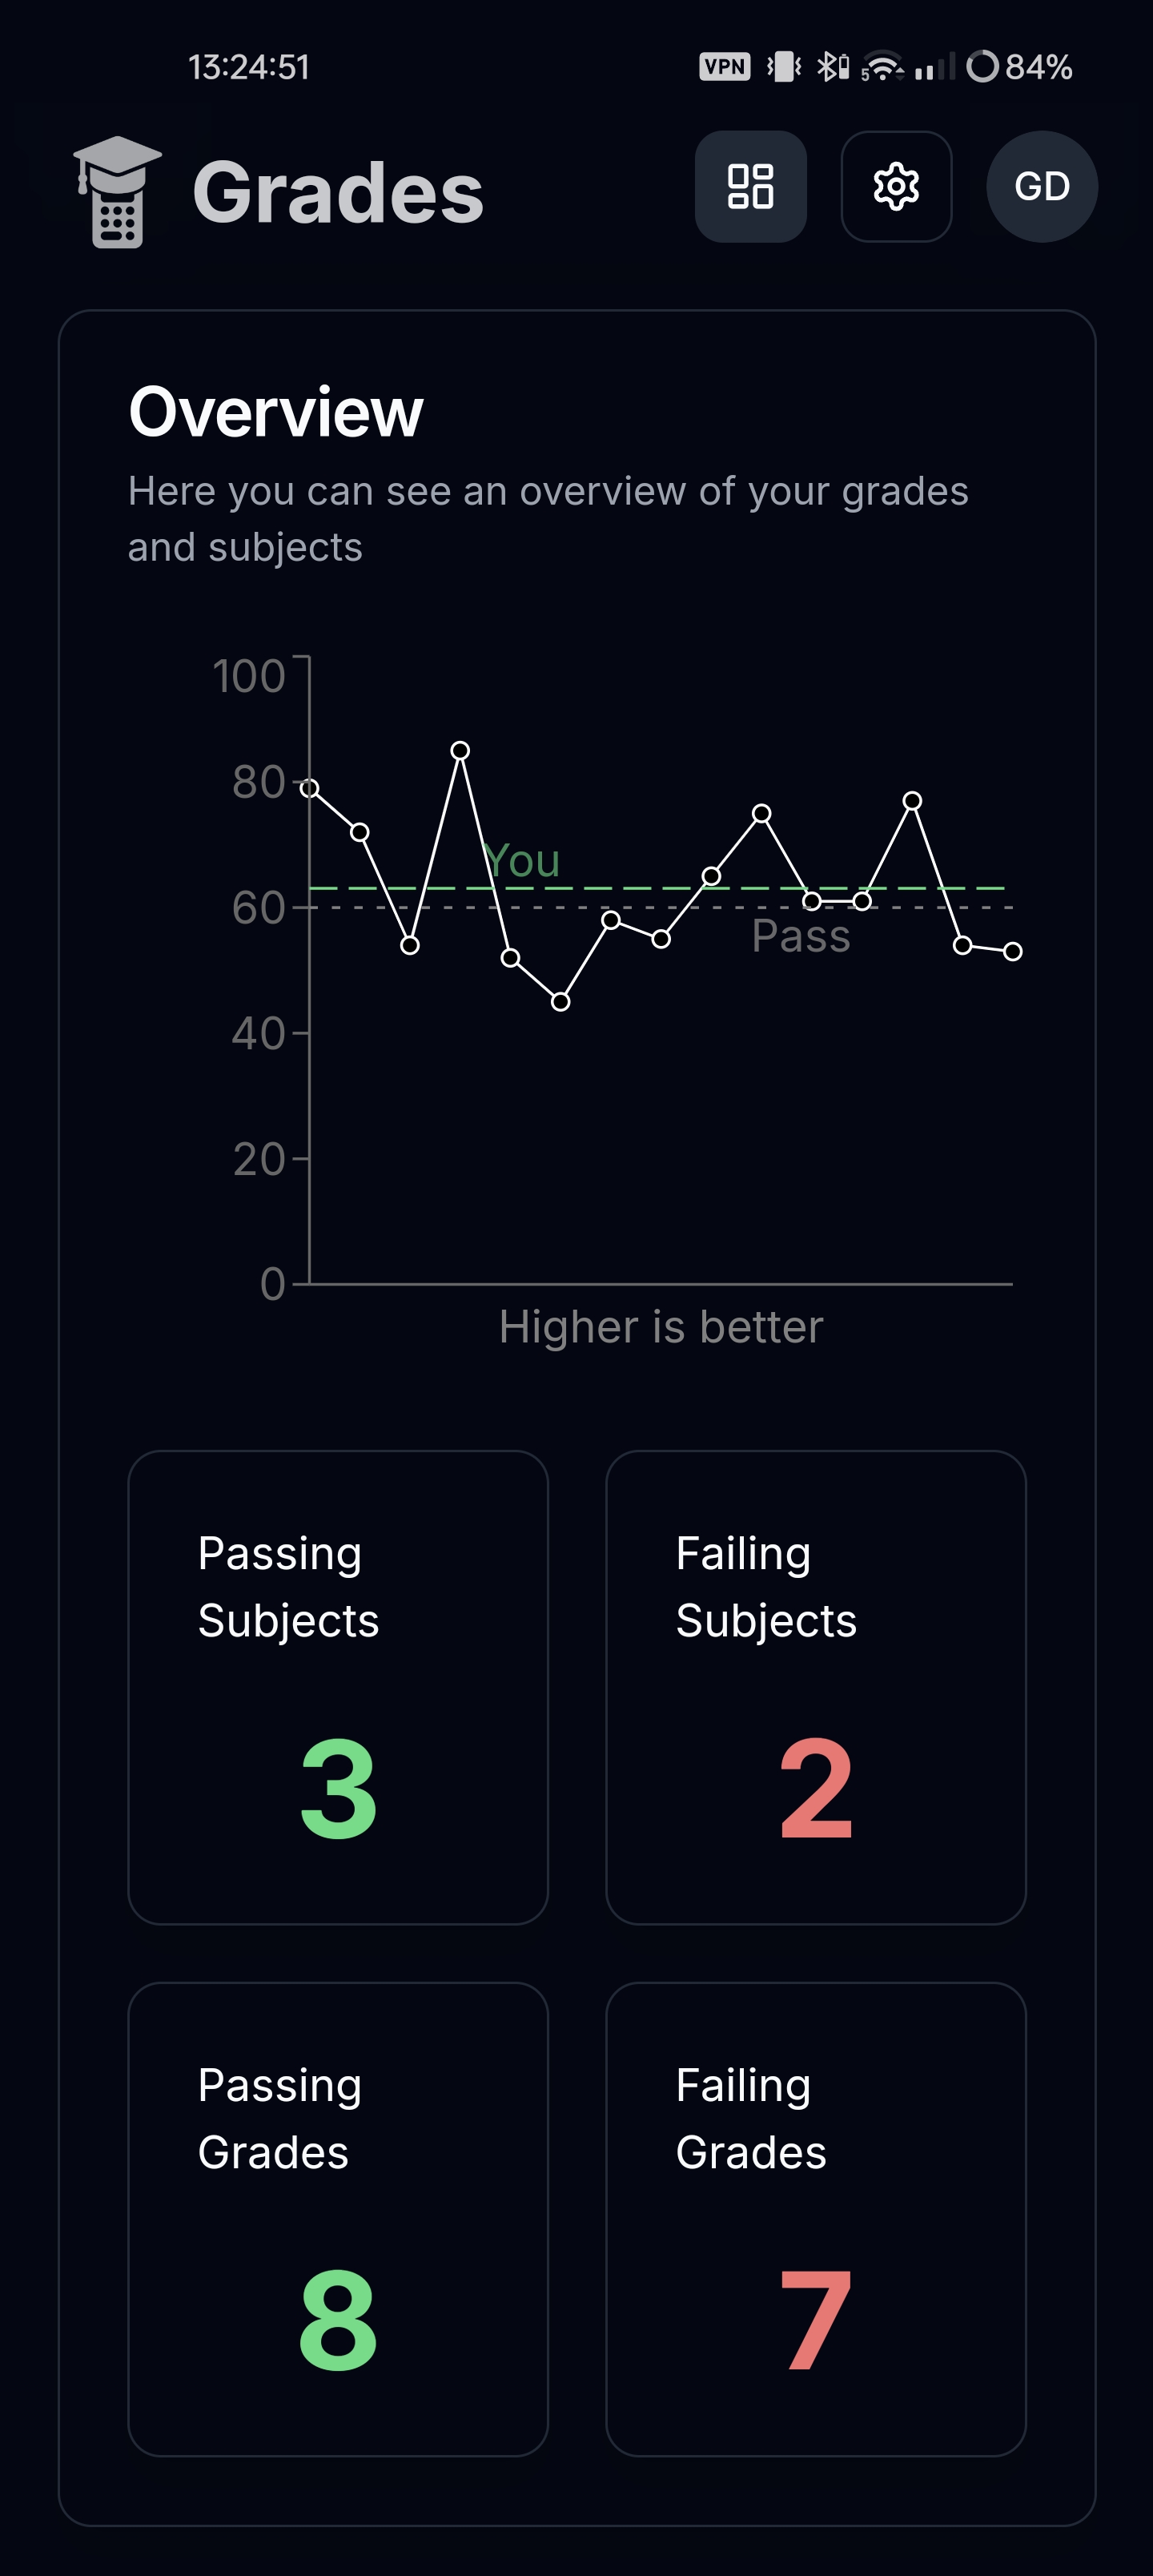 13:24:51 VPN 5 84%
Grades GD
Overview
Here you can see an overview of your grades
and subjects
100
80
You
60
Pass
40
20
0
Higher is better
Passing
Subjects
3
Failing
Subjects
2
Passing
Grades
8
Failing
Grades
7